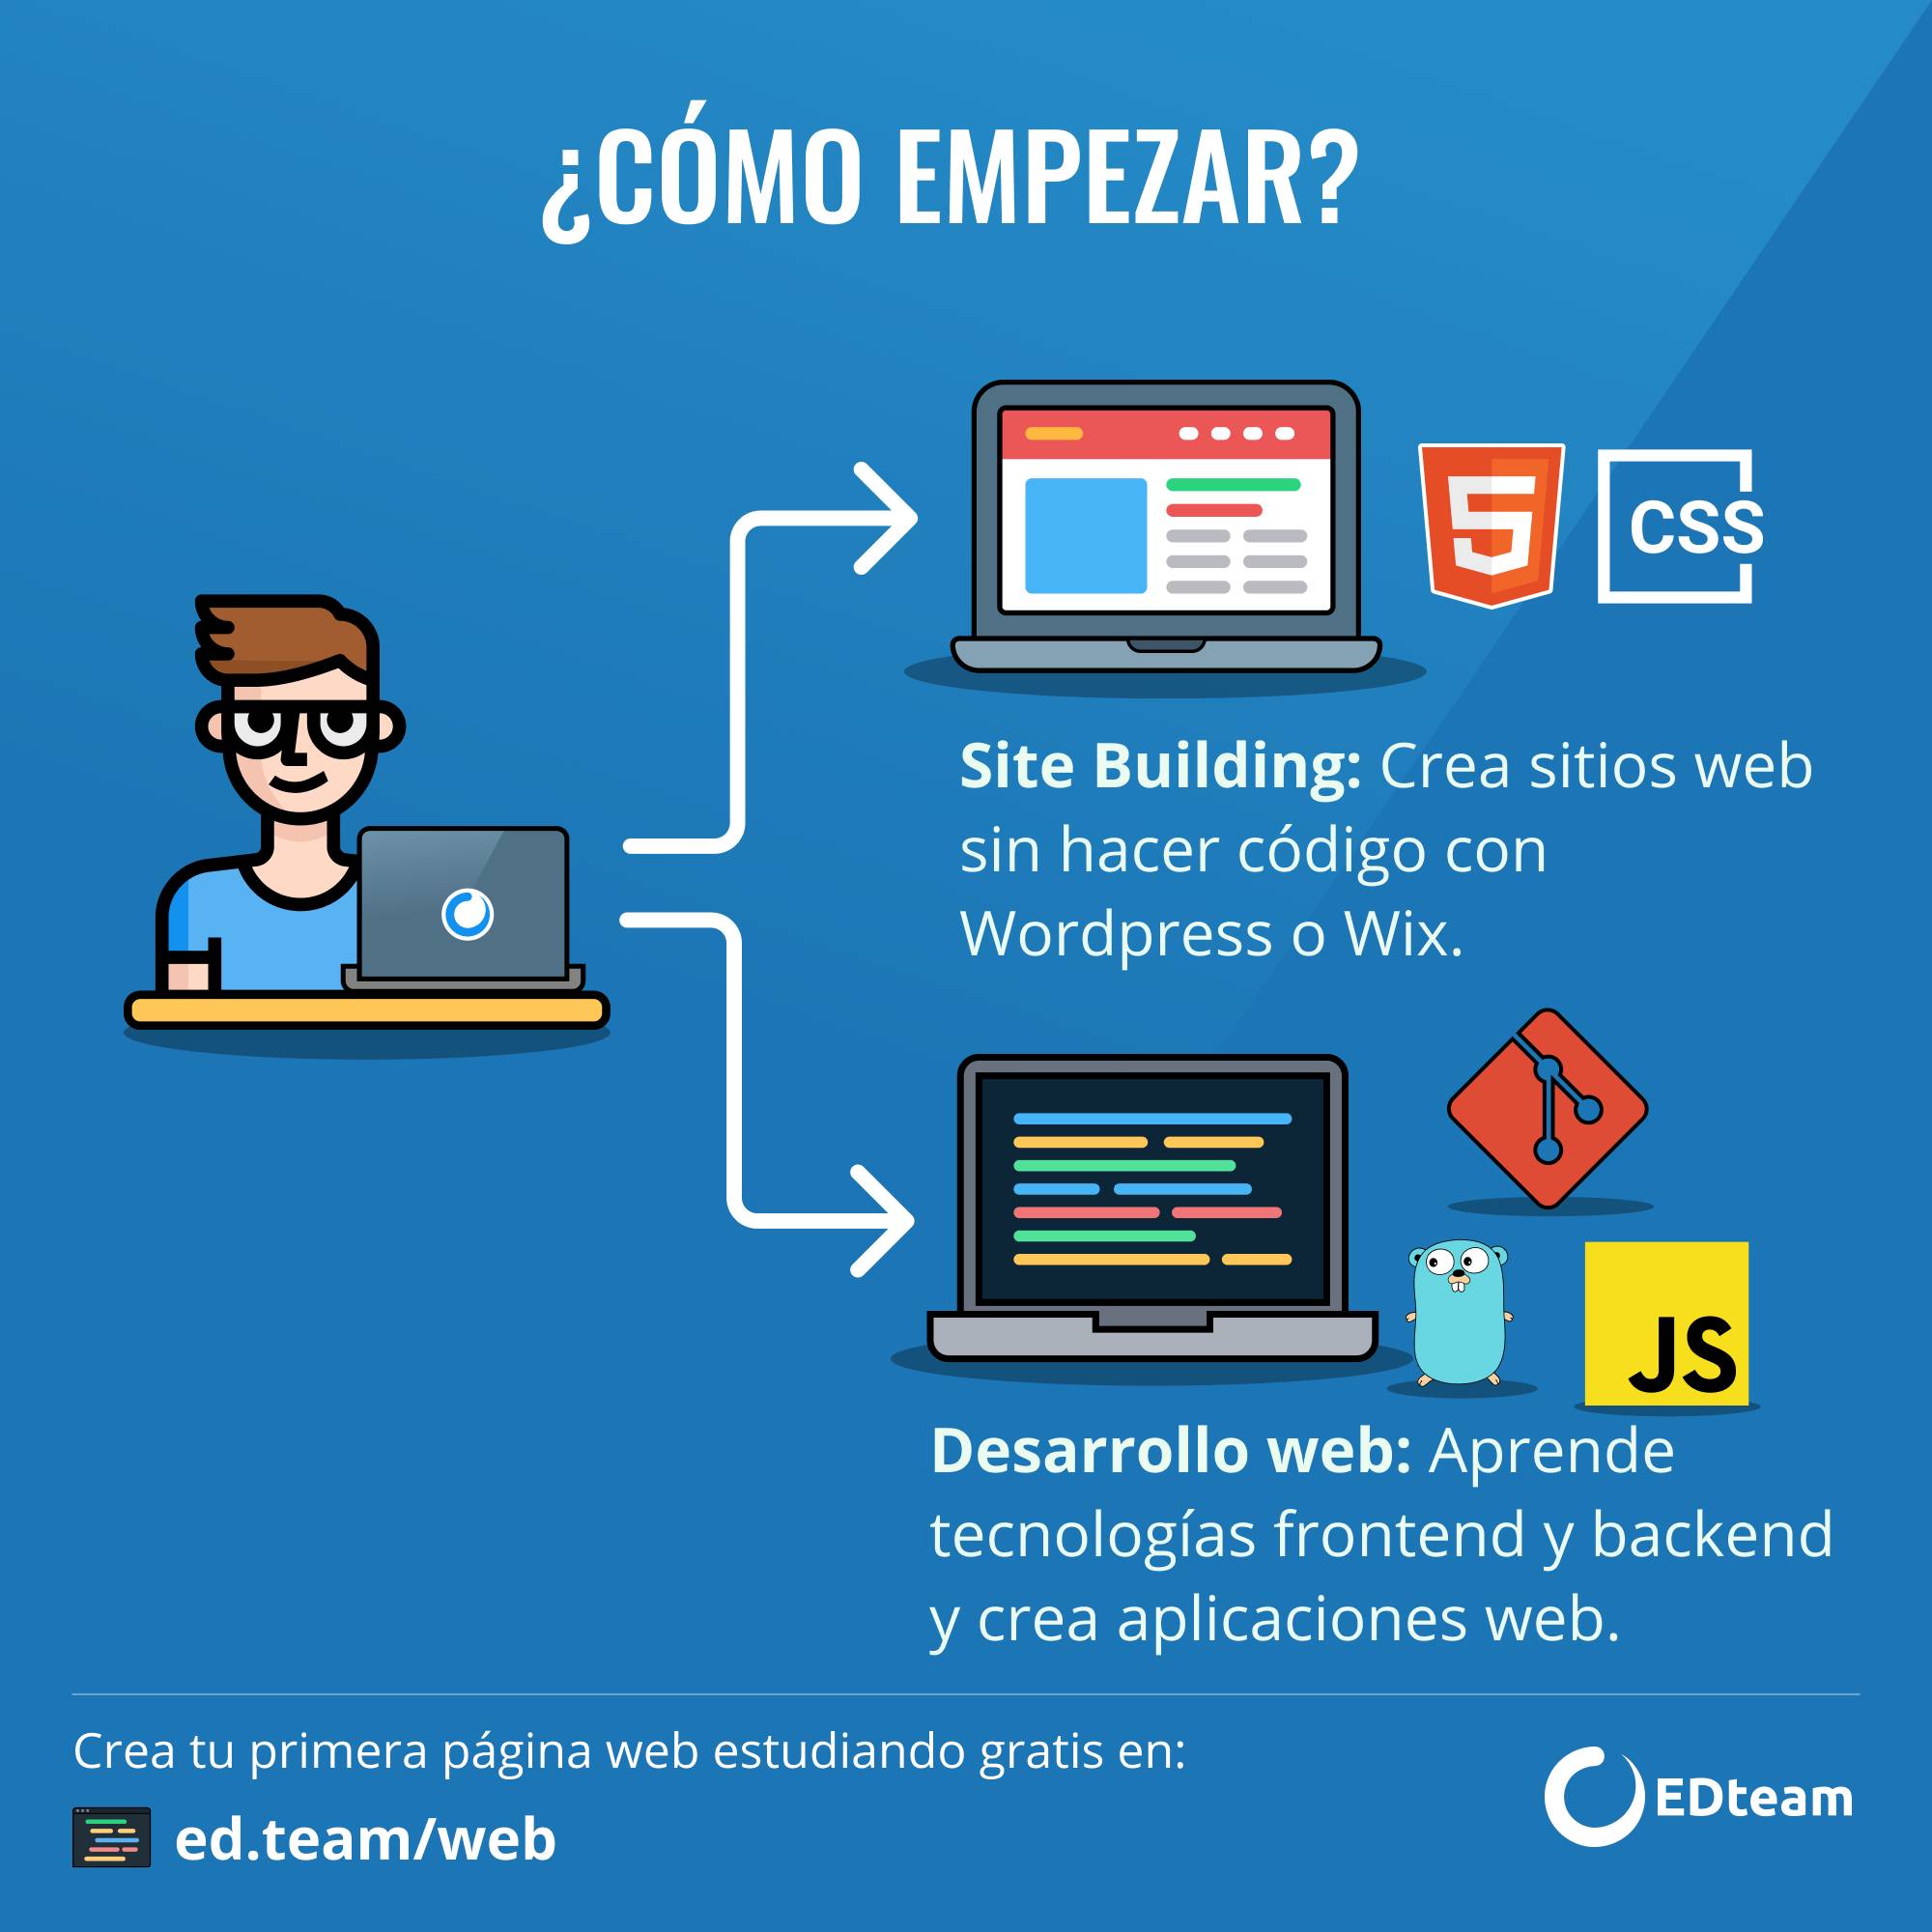 ¿CÓMO EMPEZAR?
5
CSS
Site Building: Crea sitios web
sin hacer código con
Wordpress o Wix.
JS
Desarrollo web: Aprende
tecnologías frontend y backend
y crea aplicaciones web.
Crea tu primera página web estudiando gratis en:
ed.team/web
EDteam